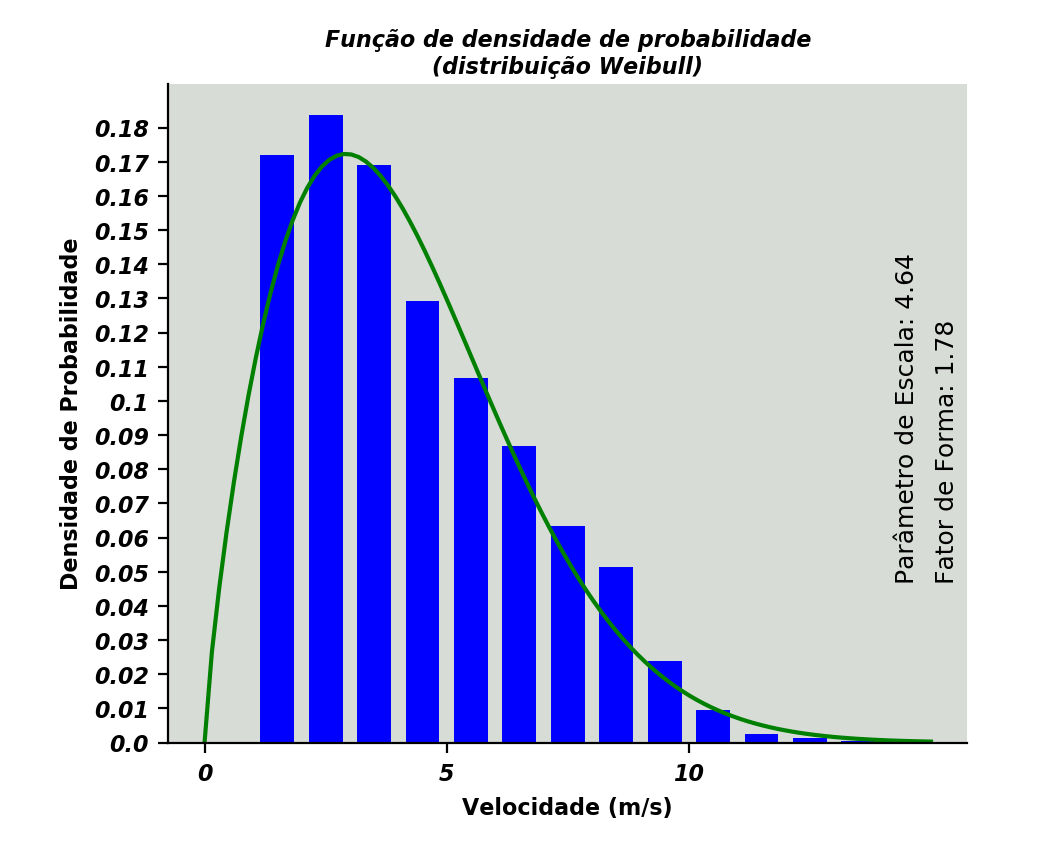 Função de densidade de probabilidade
(distribuição Weibull)
Densidade de Probabilidade
0.18
0.17
0.16
0.15
0.14
0.13
0.12
0.11
0.1
0.09
0.08
0.07
0.06
0.05
0.04
0.03
0.02
0.01
0.0
Parâmetro de Escala: 4.64
Fator de Forma: 1.78
0 5 10
Velocidade (m/s)